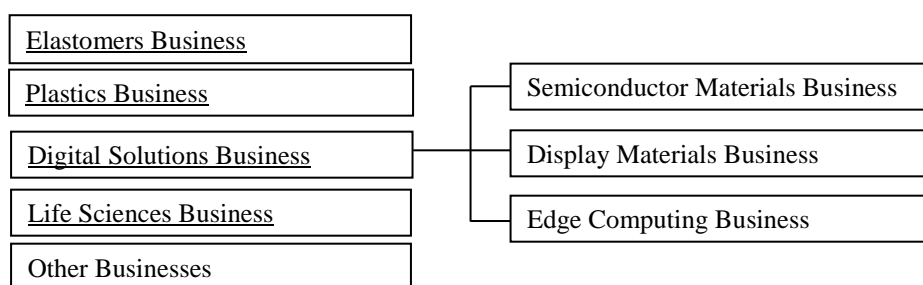 Elastomers Business
Plastics Business
Digital Solutions Business
Life Sciences Business
Other Businesses
Semiconductor Materials Business
Display Materials Business
Edge Computing Business